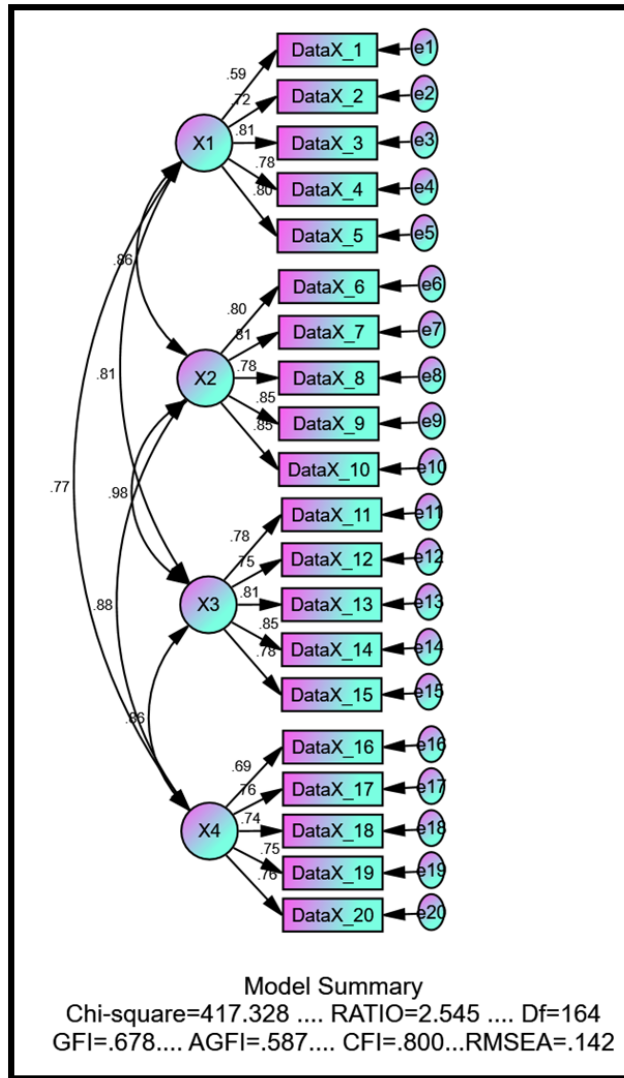 DataX_1
e1
.59
DataX_2
e2
.72
X1
.81
DataX_3
e3
.78
DataX_4
e4
.80
DataX_5
e5
.86
DataX_6
e6
.80
DataX_7
e7
.81
X2
.78
DataX_8
e8
.85
DataX_9
e9
.85
DataX_10
e10
.81
.77
.98
DataX_11
e11
.78
DataX_12
e12
.75
X3
.81
DataX_13
e13
.85
DataX_14
e14
.78
DataX_15
e15
.88
.86
DataX_16
e16
.69
DataX_17
e17
.76
X4
.74
DataX_18
e18
.75
DataX_19
e19
.76
DataX_20
e20
Model Summary
Chi-square=417.328 .... RATIO=2.545 .... Df=164
GFI=.678.... AGFI=.587.... CFI=.800...RMSEA=.142